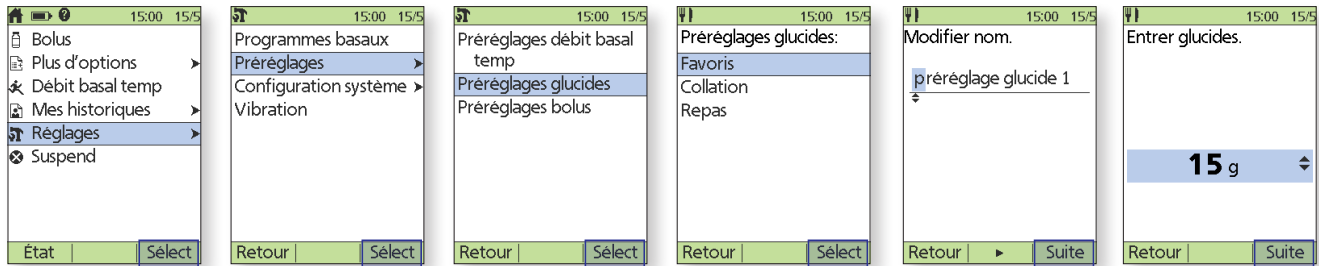 15:00 15/5
Bolus
Plus d'options
Débit basal temp
Mes historiques
Réglages
Suspend
État Sélect
15:00 15/5
Programmes basaux
Préréglages
Configuration système
Vibration
Retour Sélect
15:00 15/5
Préréglages débit basal
temp
Préréglages glucides
Préréglages bolus
Retour Sélect
15:00 15/5
Préréglages glucides:
Favoris
Collation
Repas
Retour Sélect
15:00 15/5
Modifier nom.
préréglage glucide 1
Retour Suite
15:00 15/5
Entrer glucides.
15 g
Retour Suite